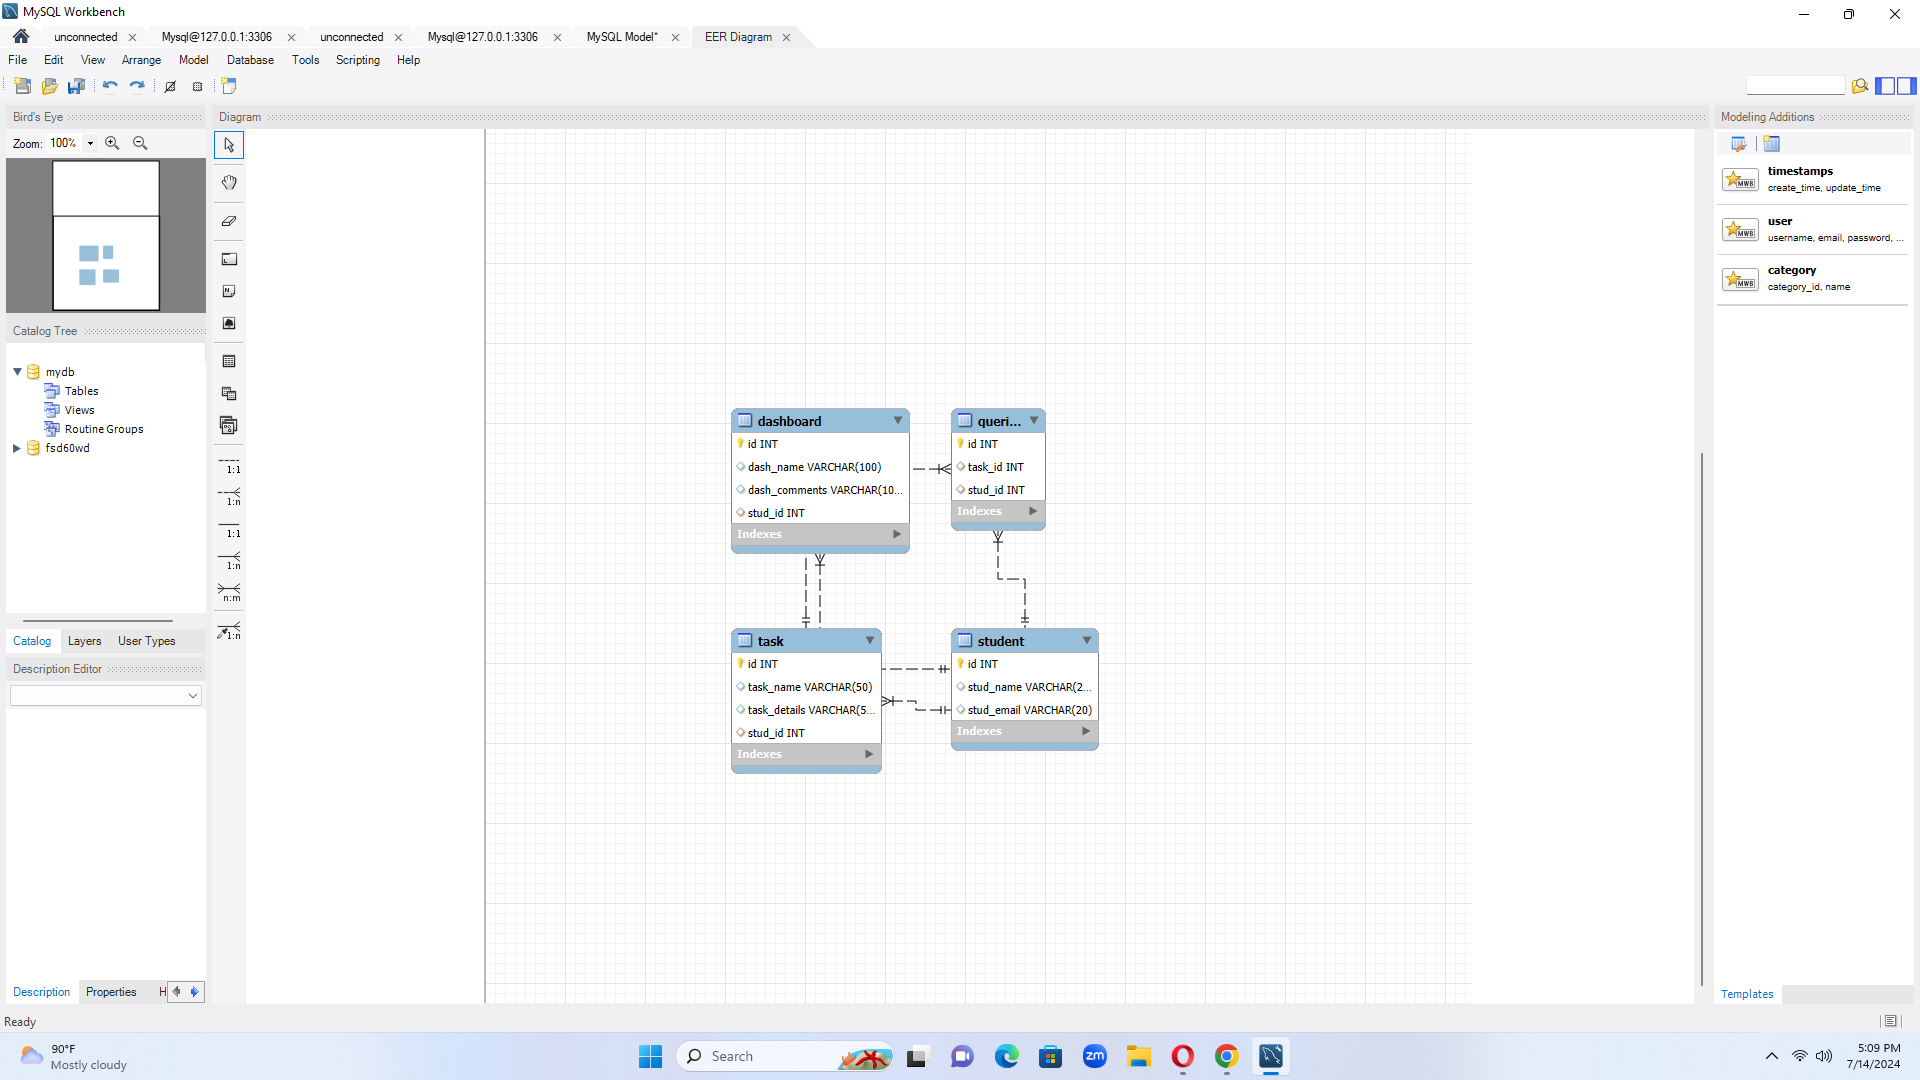 MySQL Workbench
unconnected
Mysql@127.0.0.1:3306
unconnected
Mysql@127.0.0.1:3306
MySQL Model*
EER Diagram
File Edit View Arrange Model Database Tools Scripting Help
Bird's Eye
Zoom: 100%
Catalog Tree
mydb
Tables
Views
Routine Groups
fsd60wd
Catalog Layers User Types
Description Editor
Description Properties H
Diagram
1:1
1:n
1:1
1:n
n:m
1:n
dashboard
id INT
dash_name VARCHAR(100)
dash_comments VARCHAR(10...
stud_id INT
Indexes
queri...
id INT
task_id INT
stud_id INT
Indexes
task
id INT
task_name VARCHAR(50)
task_details VARCHAR(5...
stud_id INT
Indexes
student
id INT
stud_name VARCHAR(2...
stud_email VARCHAR(20)
Indexes
Modeling Additions
MWB
timestamps
create_time, update_time
MWB
user
username, email, password, ...
MWB
category
category_id, name
Templates
Ready
90°F
Mostly cloudy
Search
zm
5:09 PM
7/14/2024